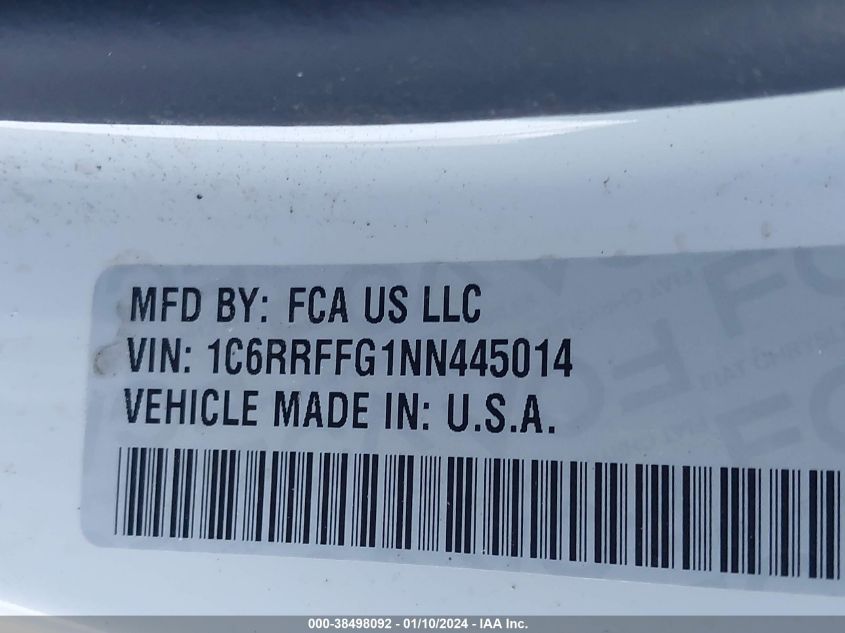 MFD BY: FCA US LLC
VIN: 1C6RRFFG1NN445014
VEHICLE MADE IN: U.S.A.
000-38498092 - 01/10/2024 - IAA Inc.